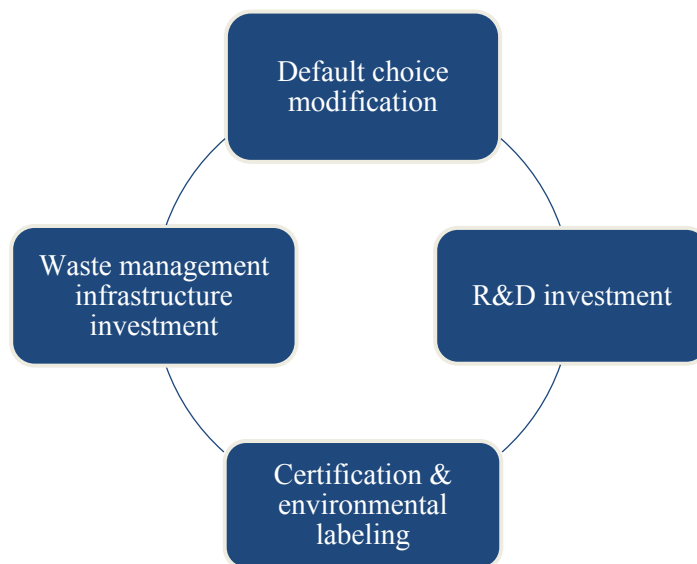 Default choice
modification
Waste management
infrastructure
investment
R&D investment
Certification &
environmental
labeling